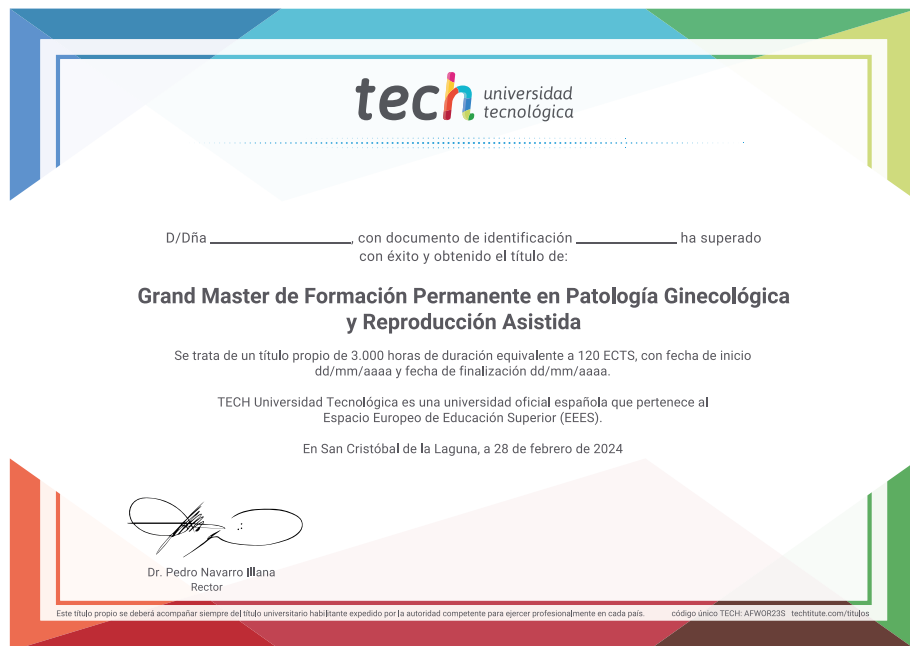 tech universidad
tecnológica
D/Dña ______________, con documento de identificación __________ ha superado
con éxito y obtenido el título de:
Grand Master de Formación Permanente en Patología Ginecológica
y Reproducción Asistida
Se trata de un título propio de 3.000 horas de duración equivalente a 120 ECTS, con fecha de inicio
dd/mm/aaaa y fecha de finalización dd/mm/aaaa.
TECH Universidad Tecnológica es una universidad oficial española que pertenece al
Espacio Europeo de Educación Superior (EEES).
En San Cristóbal de la Laguna, a 28 de febrero de 2024
Dr. Pedro Navarro Illana
Rector
Este título propio se deberá acompañar siempre del título universitario habilitante expedido por la autoridad competente para ejercer profesionalmente en cada país. código único TECH: AFWOR23S techtitute.com/titulos